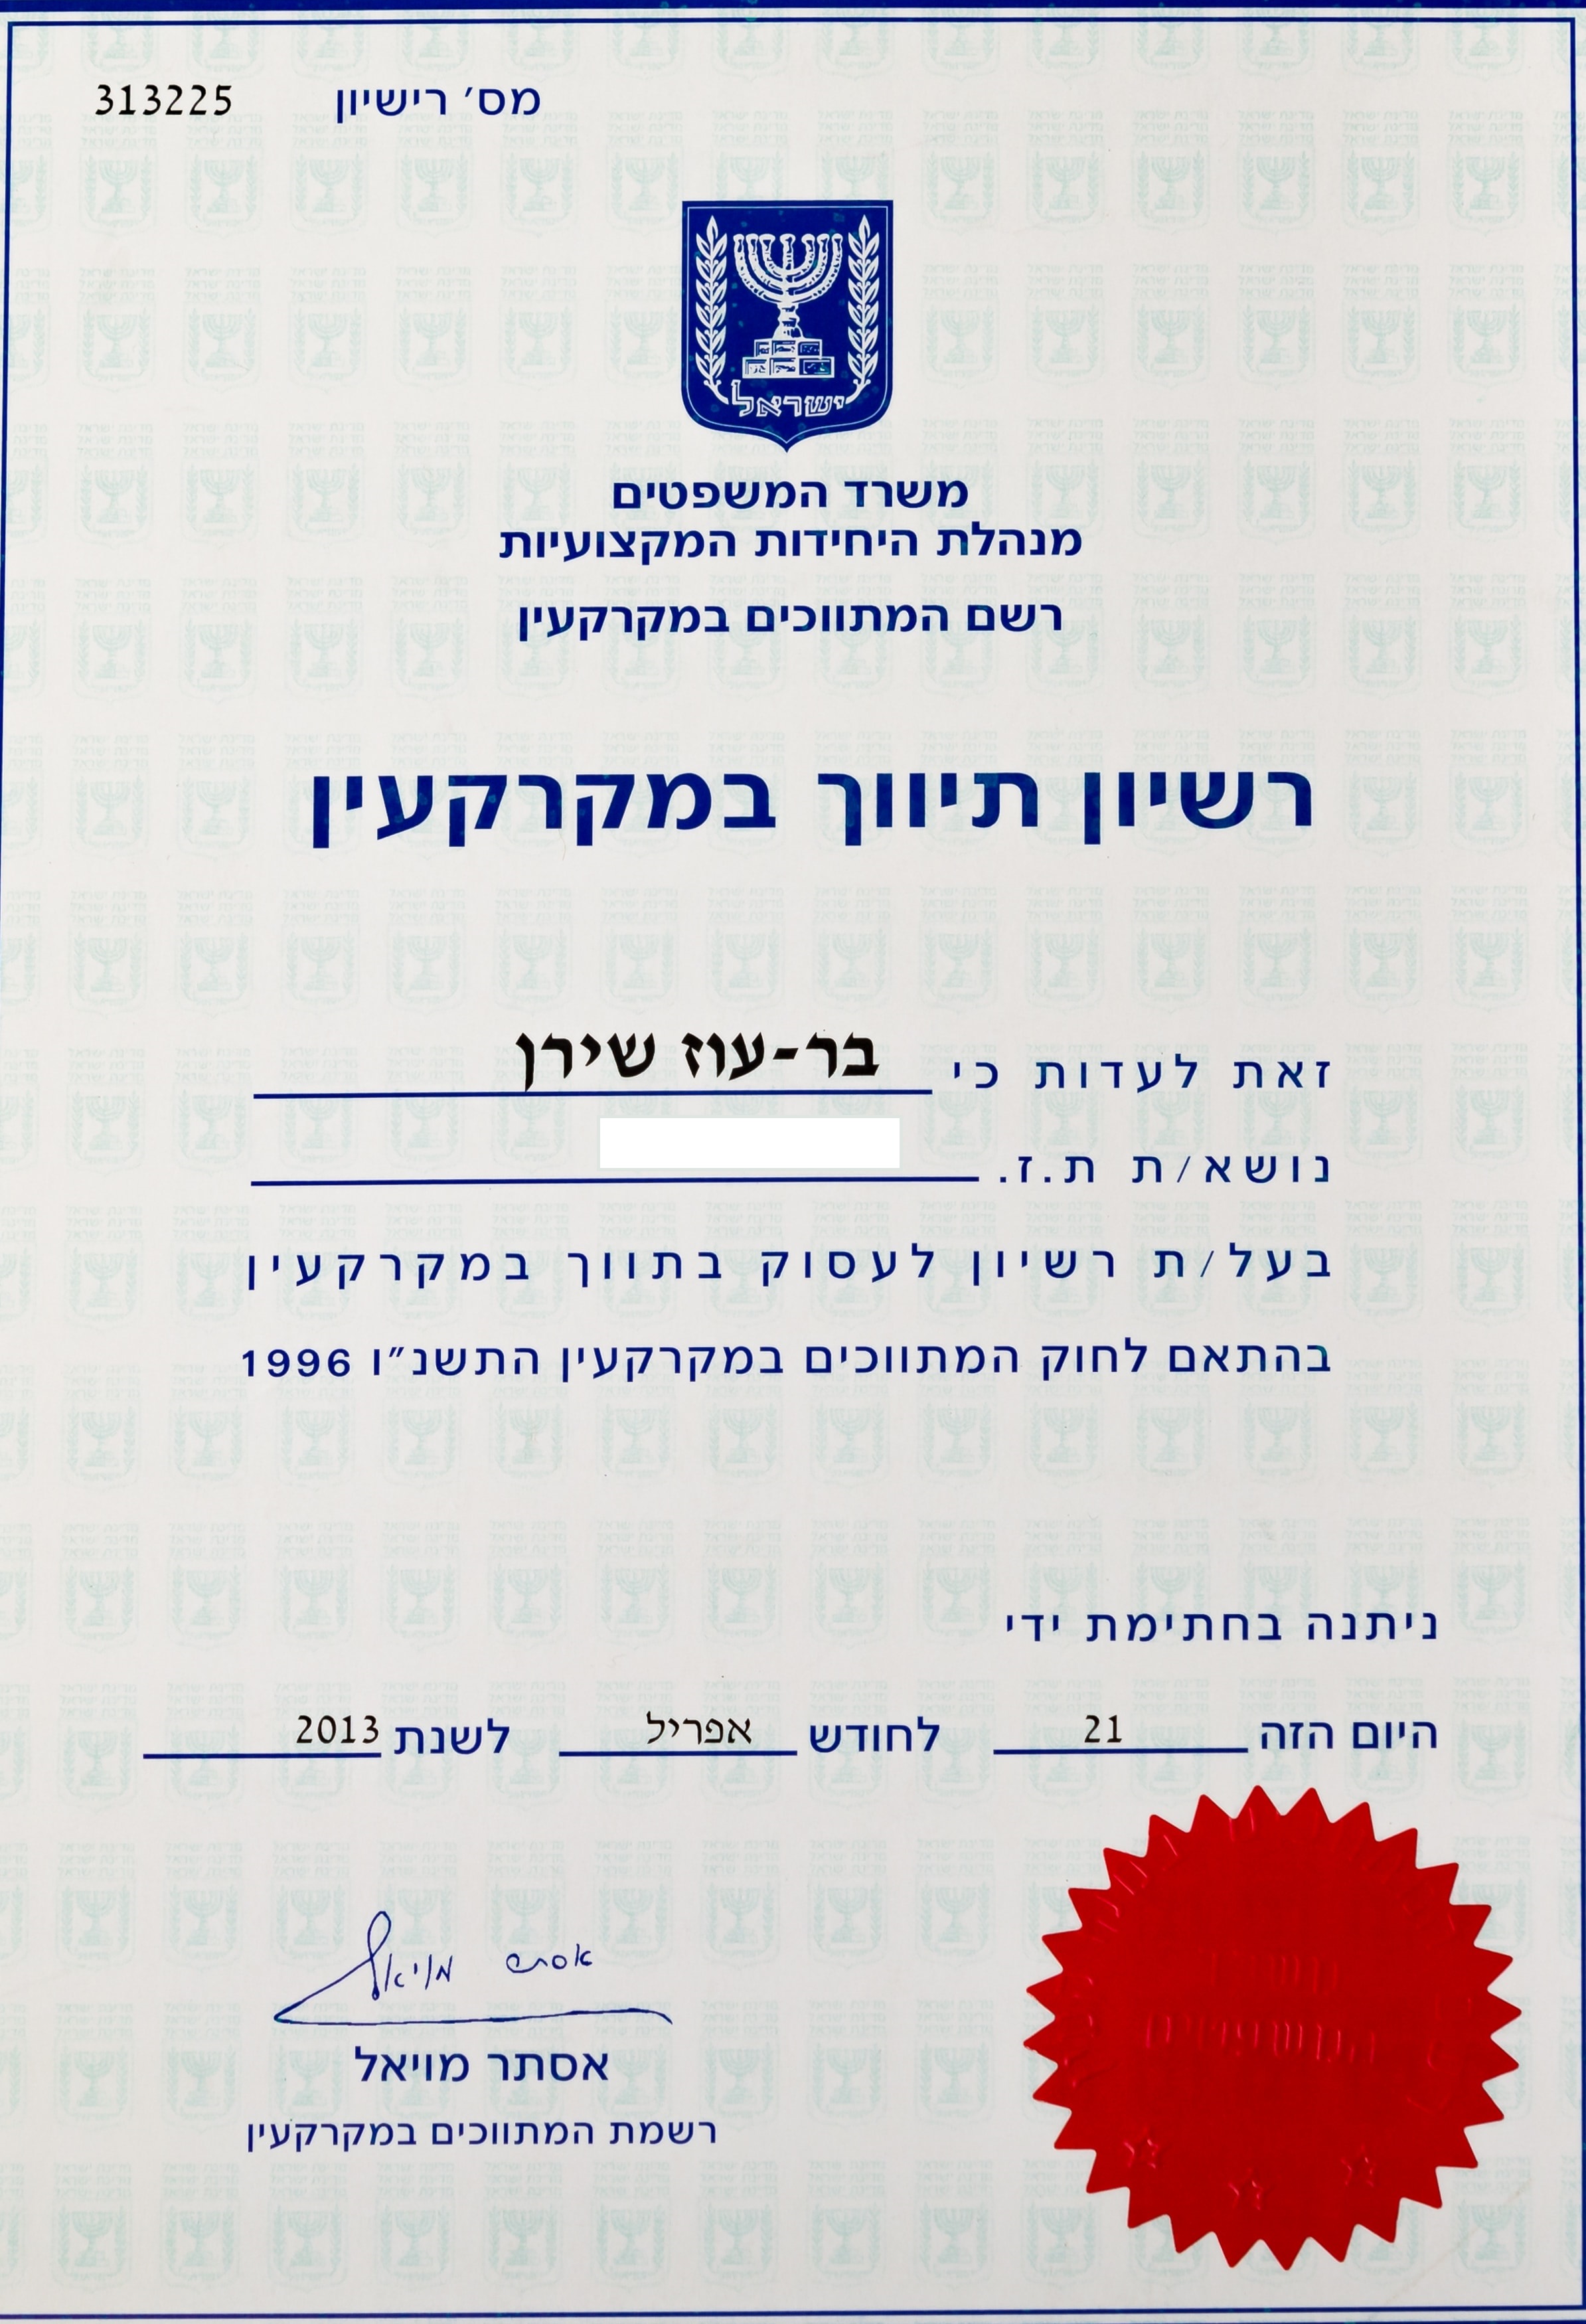 מס׳ רישיון 313225
ישראל
משרד המשפטים
מנהלת היחידות המקצועיות
רשם המתווכים במקרקעין
רשיון תיווך במקרקעין
זאת לעדות כי בר-עוז שירן
נושא/ת ת.ז.
בעל/ת רשיון לעסוק בתווך במקרקעין
בהתאם לחוק המתווכים במקרקעין התשנ״ו 1996
ניתנה בחתימת ידי
היום הזה 21 לחודש אפריל לשנת 2013
אסתר מויאל
אסתר מויאל
רשמת המתווכים במקרקעין
משרד
המשפטים